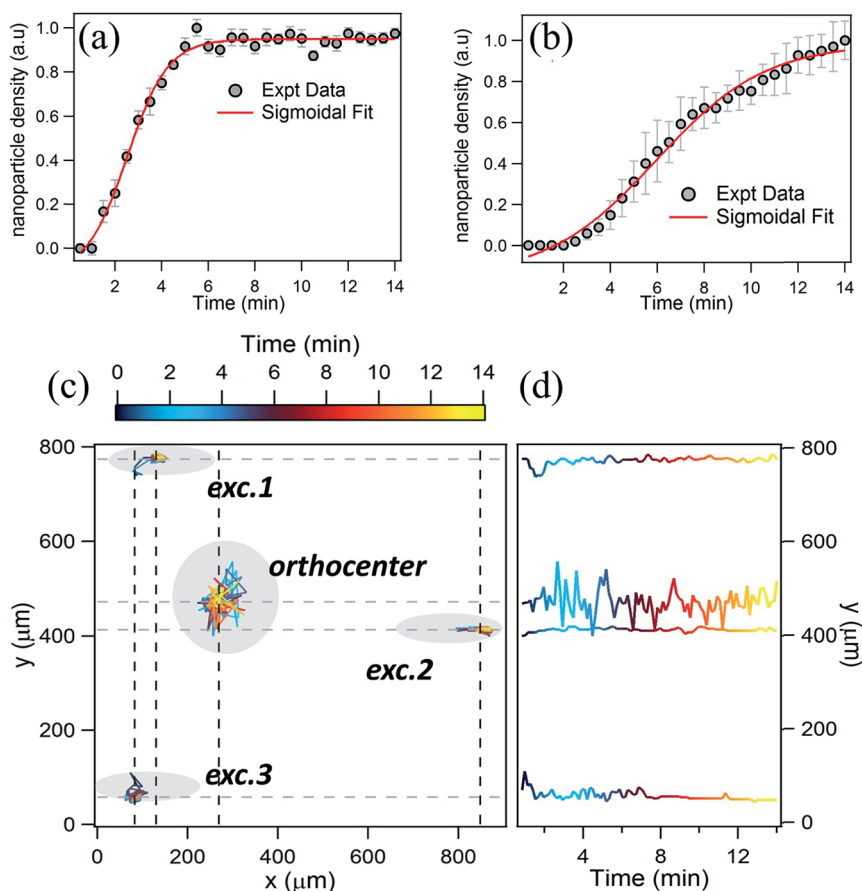 (a)
nanoparticle density (a.u)
1.0
0.8
0.6
0.4
0.2
0.0
Expt Data
Sigmoidal Fit
2 4 6 8 10 12 14
Time (min)
(b)
nanoparticle density (a.u)
1.0
0.8
0.6
0.4
0.2
0.0
Expt Data
Sigmoidal Fit
2 4 6 8 10 12 14
Time (min)
Time (min)
0 2 4 6 8 10 12 14
(c)
y (μm)
800
600
400
200
0
exc.1
orthocenter
exc.2
exc.3
0 200 400 600 800
x (μm)
(d)
800
600
400
200
0
y (μm)
4 8 12
Time (min)